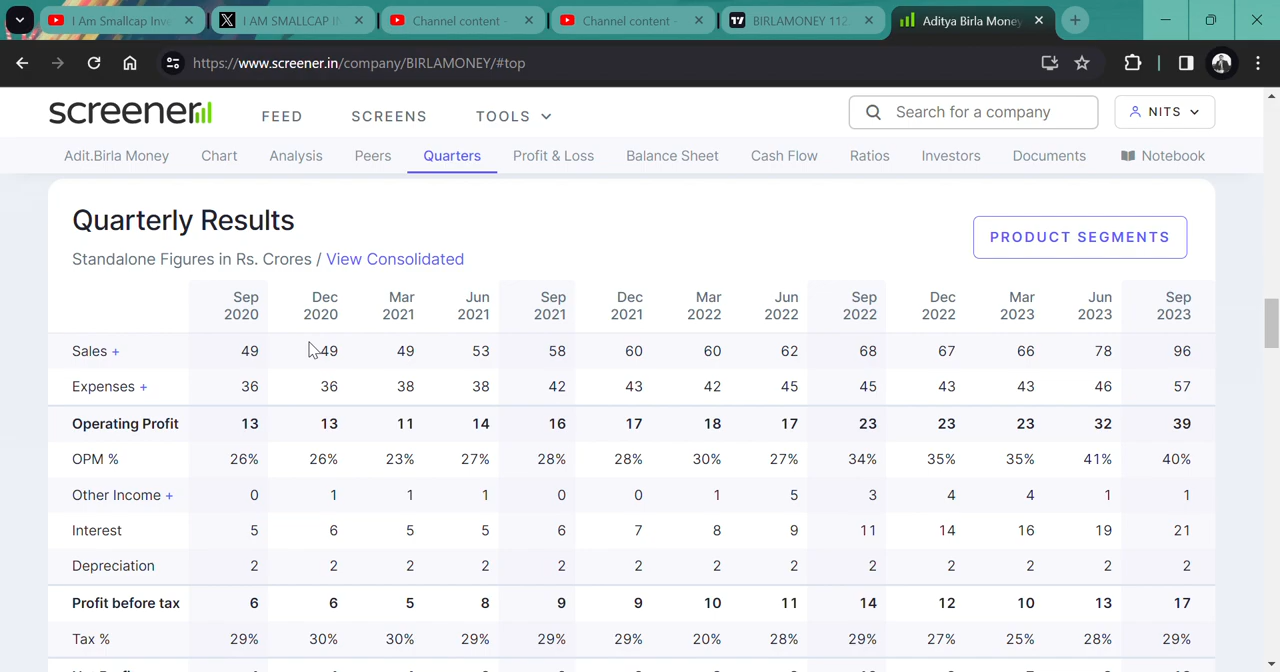 I Am Smallcap Inve
I AM SMALLCAP IN
Channel content -
Channel content -
BIRLAMONEY 112.
Aditya Birla Money
https://www.screener.in/company/BIRLAMONEY/#top
screener
FEED
SCREENS
TOOLS
Search for a company
NITS
Adit.Birla Money
Chart
Analysis
Peers
Quarters
Profit & Loss
Balance Sheet
Cash Flow
Ratios
Investors
Documents
Notebook
Quarterly Results
PRODUCT SEGMENTS
Standalone Figures in Rs. Crores / View Consolidated
Sep 2020 Dec 2020 Mar 2021 Jun 2021 Sep 2021 Dec 2021 Mar 2022 Jun 2022 Sep 2022 Dec 2022 Mar 2023 Jun 2023 Sep 2023
Sales + 49 49 49 53 58 60 60 62 68 67 66 78 96
Expenses + 36 36 38 38 42 43 42 45 45 43 43 46 57
Operating Profit 13 13 11 14 16 17 18 17 23 23 23 32 39
OPM % 26% 26% 23% 27% 28% 28% 30% 27% 34% 35% 35% 41% 40%
Other Income + 0 1 1 1 0 0 1 5 3 4 4 1 1
Interest 5 6 5 5 6 7 8 9 11 14 16 19 21
Depreciation 2 2 2 2 2 2 2 2 2 2 2 2 2
Profit before tax 6 6 5 8 9 9 10 11 14 12 10 13 17
Tax % 29% 30% 30% 29% 29% 29% 20% 28% 29% 27% 25% 28% 29%